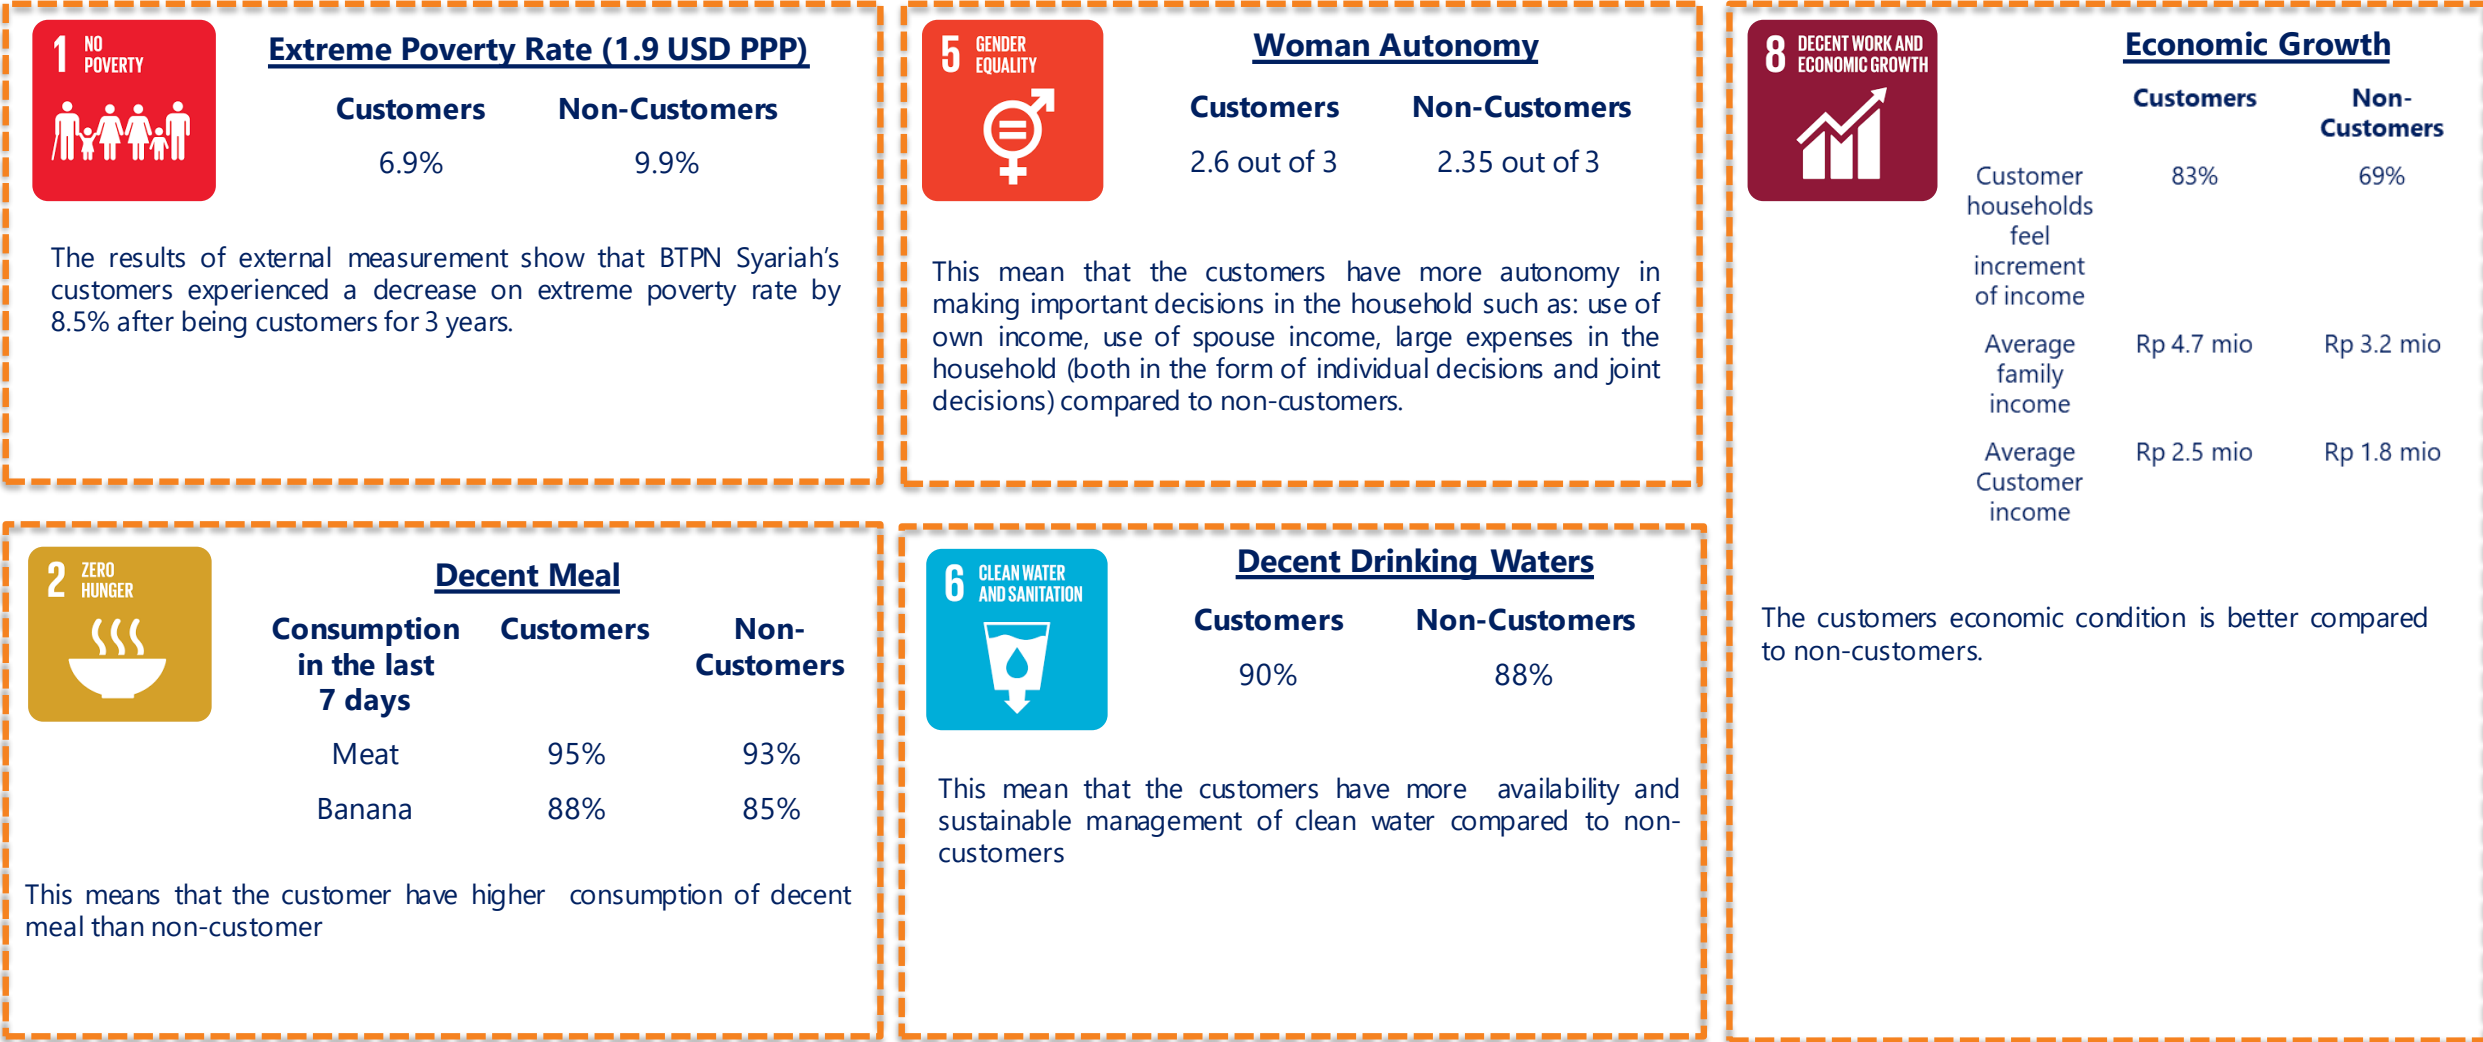 1 NO
POVERTY
Extreme Poverty Rate (1.9 USD PPP)
Customers Non-Customers
6.9% 9.9%
The results of external measurement show that BTPN Syariah's
customers experienced a decrease on extreme poverty rate by
8.5% after being customers for 3 years.
5 GENDER
EQUALITY
Woman Autonomy
Customers Non-Customers
2.6 out of 3 2.35 out of 3
This mean that the customers have more autonomy in
making important decisions in the household such as: use of
own income, use of spouse income, large expenses in the
household (both in the form of individual decisions and joint
decisions) compared to non-customers.
8 DECENT WORK AND
ECONOMIC GROWTH
Economic Growth
Customers Non-
Customers
Customer 83% 69%
households
feel
increment
of income
Average Rp 4.7 mio Rp 3.2 mio
family
income
Average Rp 2.5 mio Rp 1.8 mio
Customer
income
The customers economic condition is better compared
to non-customers.
2 ZERO
HUNGER
Decent Meal
Consumption Customers Non-
in the last Customers
7 days
Meat 95% 93%
Banana 88% 85%
This means that the customer have higher consumption of decent
meal than non-customer
6 CLEAN WATER
AND SANITATION
Decent Drinking Waters
Customers Non-Customers
90% 88%
This mean that the customers have more availability and
sustainable management of clean water compared to non-
customers